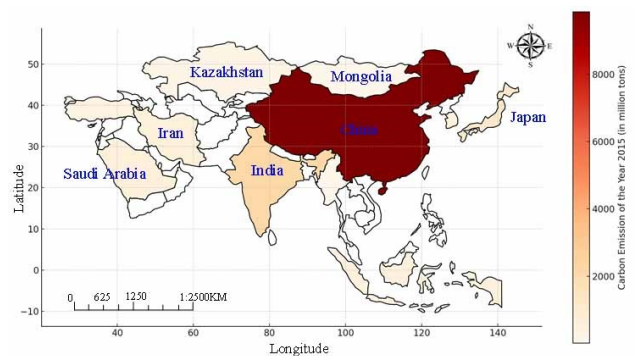 N
W E
S
Kazakhstan
Mongolia
China
Japan
Iran
India
Saudi Arabia
50
40
30
20
10
0
−10
Latitude
0 625 1250 1:2500KM
40 60 80 100 120 140
Longitude
8000
6000
4000
2000
Carbon Emission of the Year 2015 (in million tons)